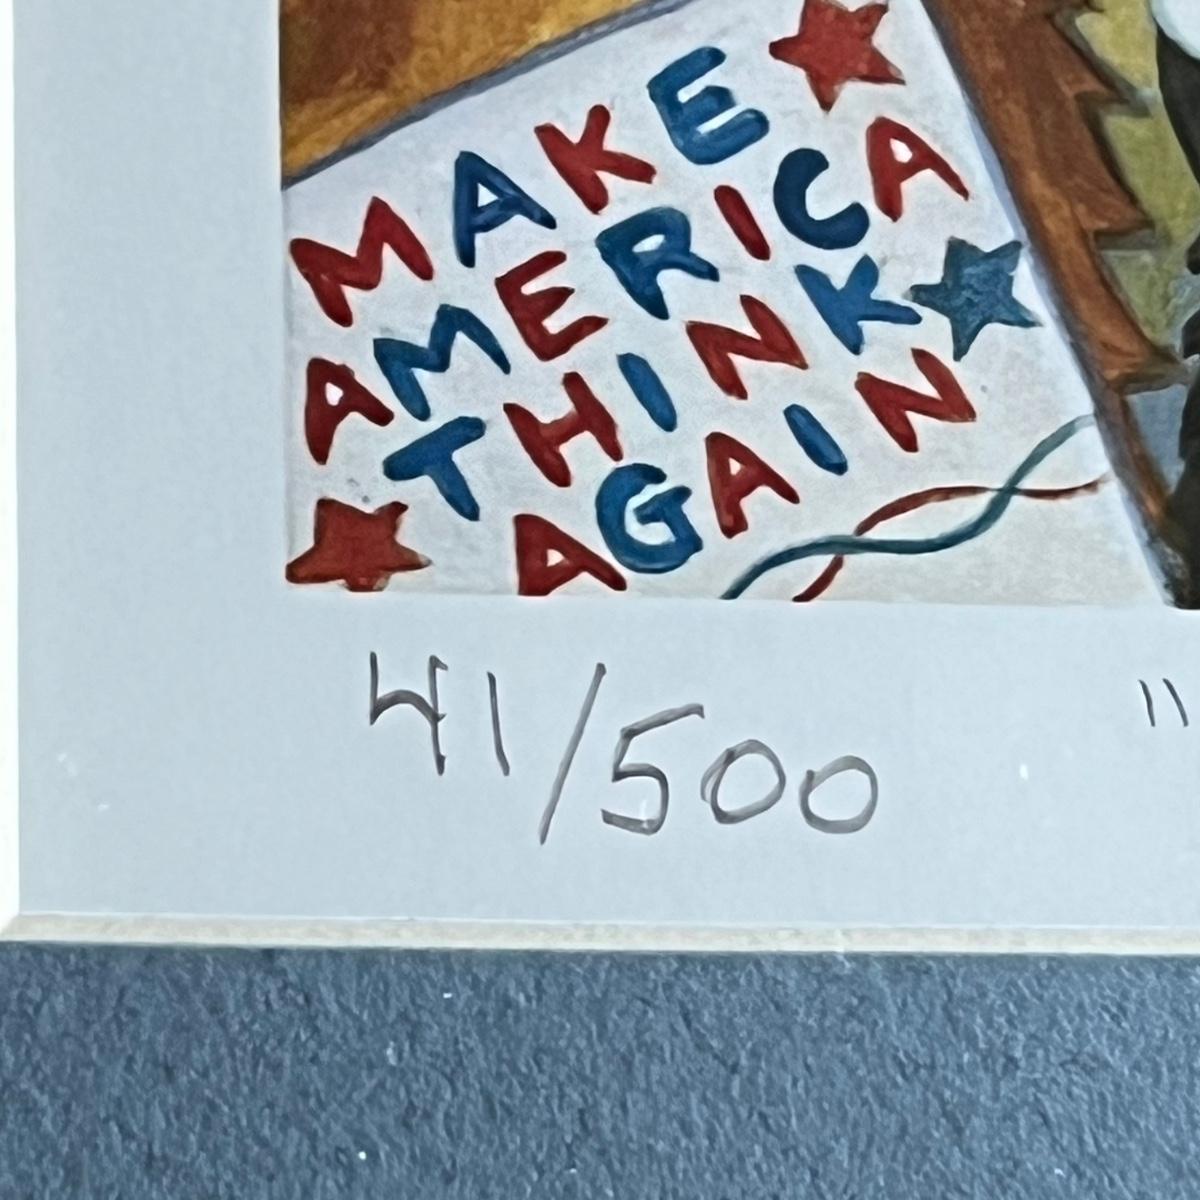 MAKE
AMERICA
THINK
AGAIN
41/500
"